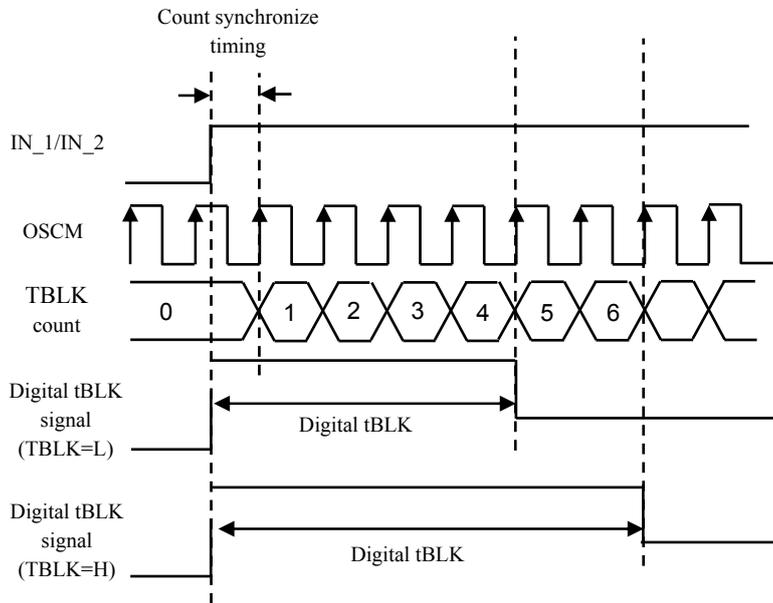 Count synchronize
timing
IN_1/IN_2
OSCM
TBLK
count
0 1 2 3 4 5 6
Digital tBLK
signal
(TBLK=L)
Digital tBLK
Digital tBLK
signal
(TBLK=H)
Digital tBLK